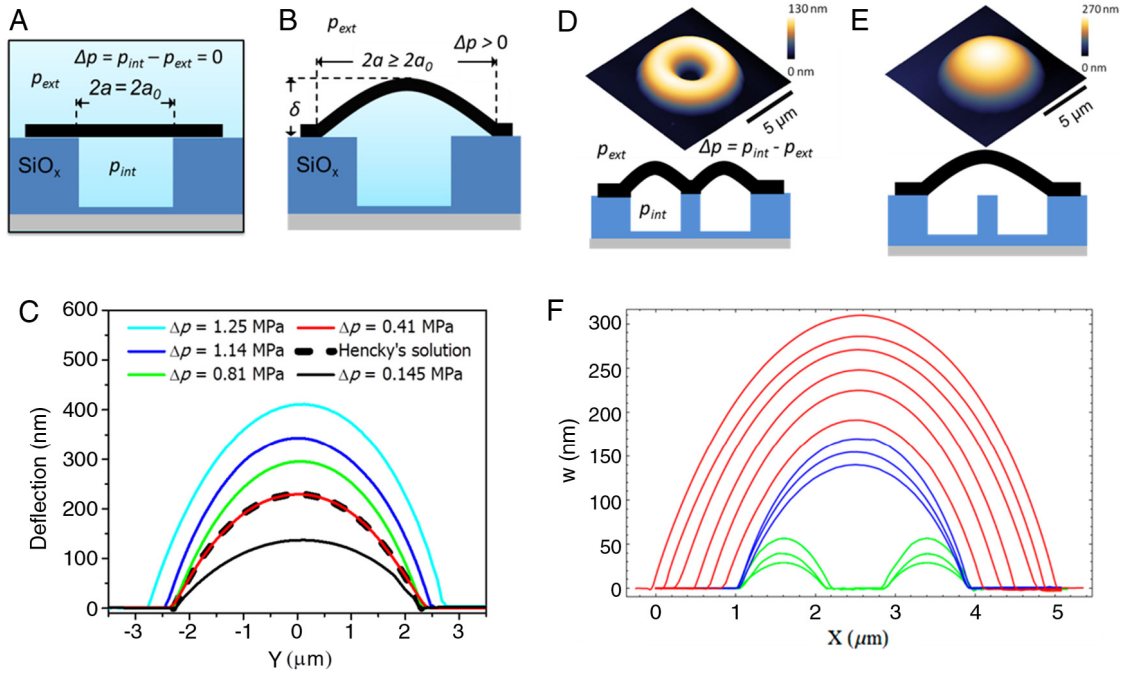 A
Δp = p_int − p_ext = 0
p_ext
2a = 2a_0
SiO_x
p_int
B
p_ext
Δp > 0
2a ≥ 2a_0
δ
SiO_x
D
130 nm
0 nm
5 µm
p_ext
Δp = p_int - p_ext
p_int
E
270 nm
0 nm
5 µm
C
Δp = 1.25 MPa
Δp = 0.41 MPa
Δp = 1.14 MPa
Hencky's solution
Δp = 0.81 MPa
Δp = 0.145 MPa
600
500
400
300
200
100
0
Deflection (nm)
-3 -2 -1 0 1 2 3
Y (µm)
F
300
250
200
150
100
50
0
w (nm)
0 1 2 3 4 5
X (µm)